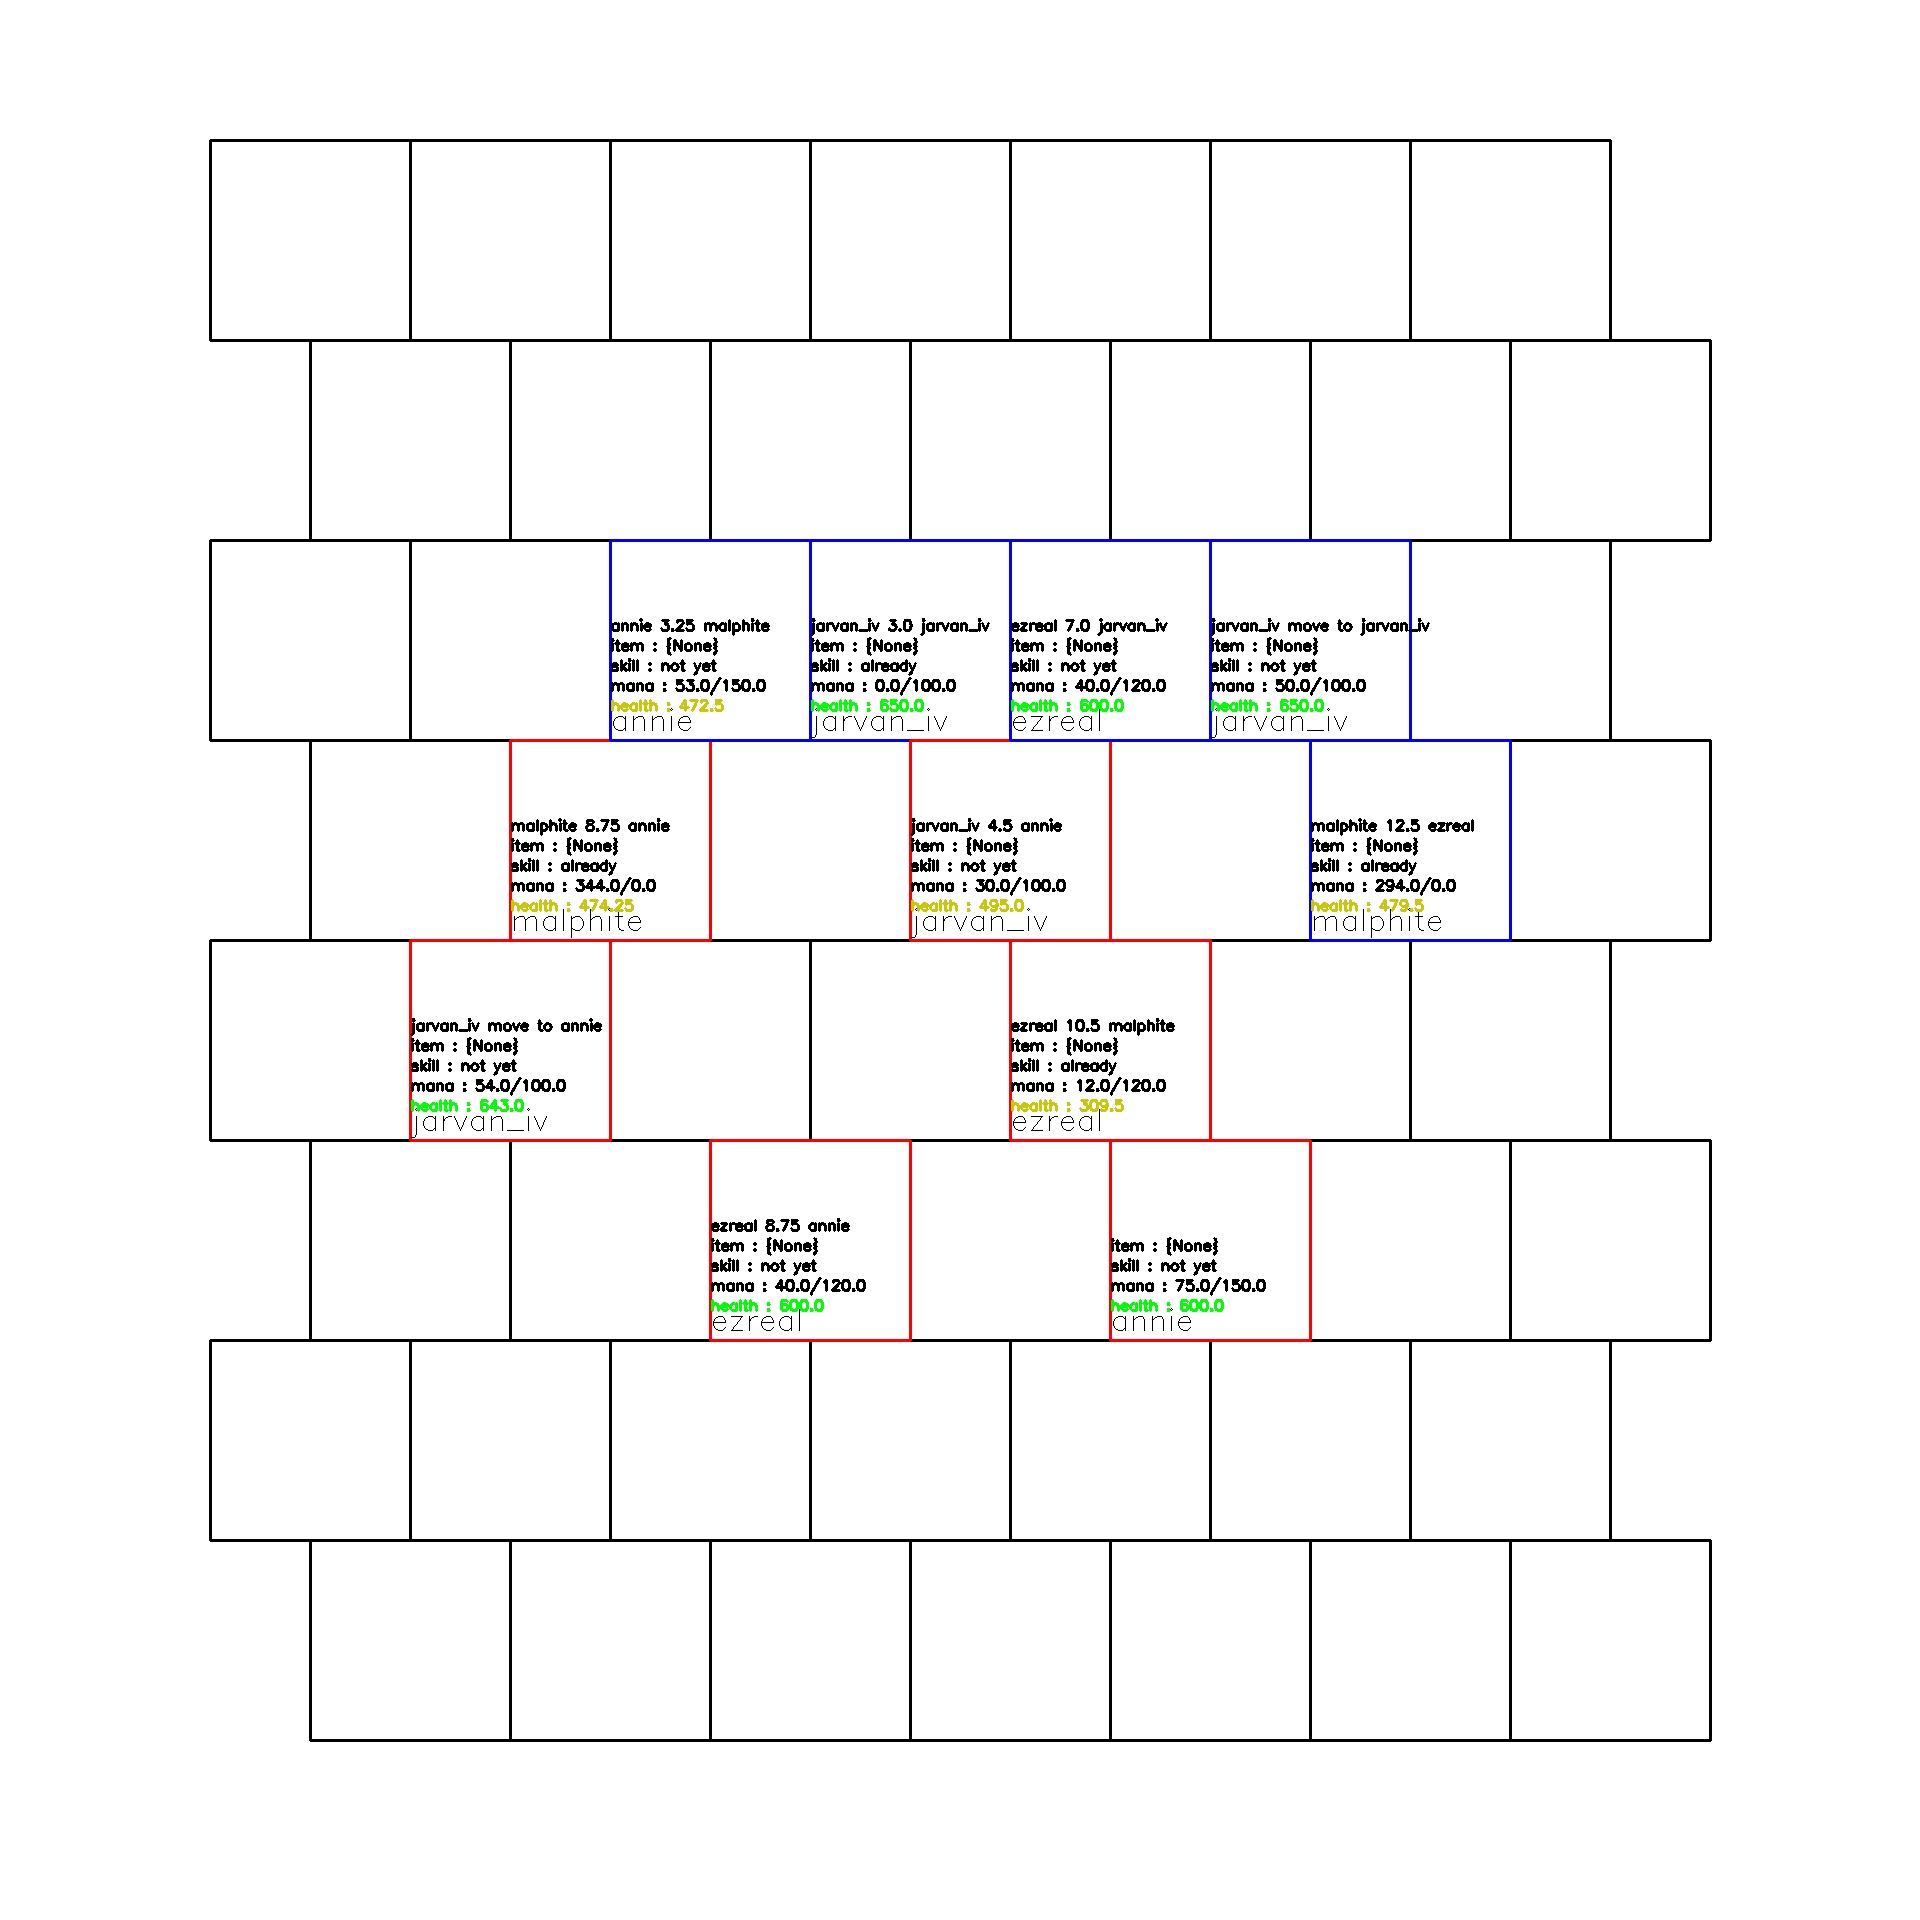 annie 3.25 malphite
item : {None}
skill : not yet
mana : 53.0/150.0
health : 472.5
annie
jarvan_iv 3.0 jarvan_iv
item : {None}
skill : already
mana : 0.0/100.0
health : 650.0
jarvan_iv
ezreal 7.0 jarvan_iv
item : {None}
skill : not yet
mana : 40.0/120.0
health : 600.0
ezreal
jarvan_iv move to jarvan_iv
item : {None}
skill : not yet
mana : 50.0/100.0
health : 650.0
jarvan_iv
malphite 8.75 annie
item : {None}
skill : already
mana : 344.0/0.0
health : 474.25
malphite
jarvan_iv 4.5 annie
item : {None}
skill : not yet
mana : 30.0/100.0
health : 495.0
jarvan_iv
malphite 12.5 ezreal
item : {None}
skill : already
mana : 294.0/0.0
health : 479.5
malphite
jarvan_iv move to annie
item : {None}
skill : not yet
mana : 54.0/100.0
health : 643.0
jarvan_iv
ezreal 10.5 malphite
item : {None}
skill : already
mana : 12.0/120.0
health : 309.5
ezreal
ezreal 8.75 annie
item : {None}
skill : not yet
mana : 40.0/120.0
health : 600.0
ezreal
item : {None}
skill : not yet
mana : 75.0/150.0
health : 600.0
annie